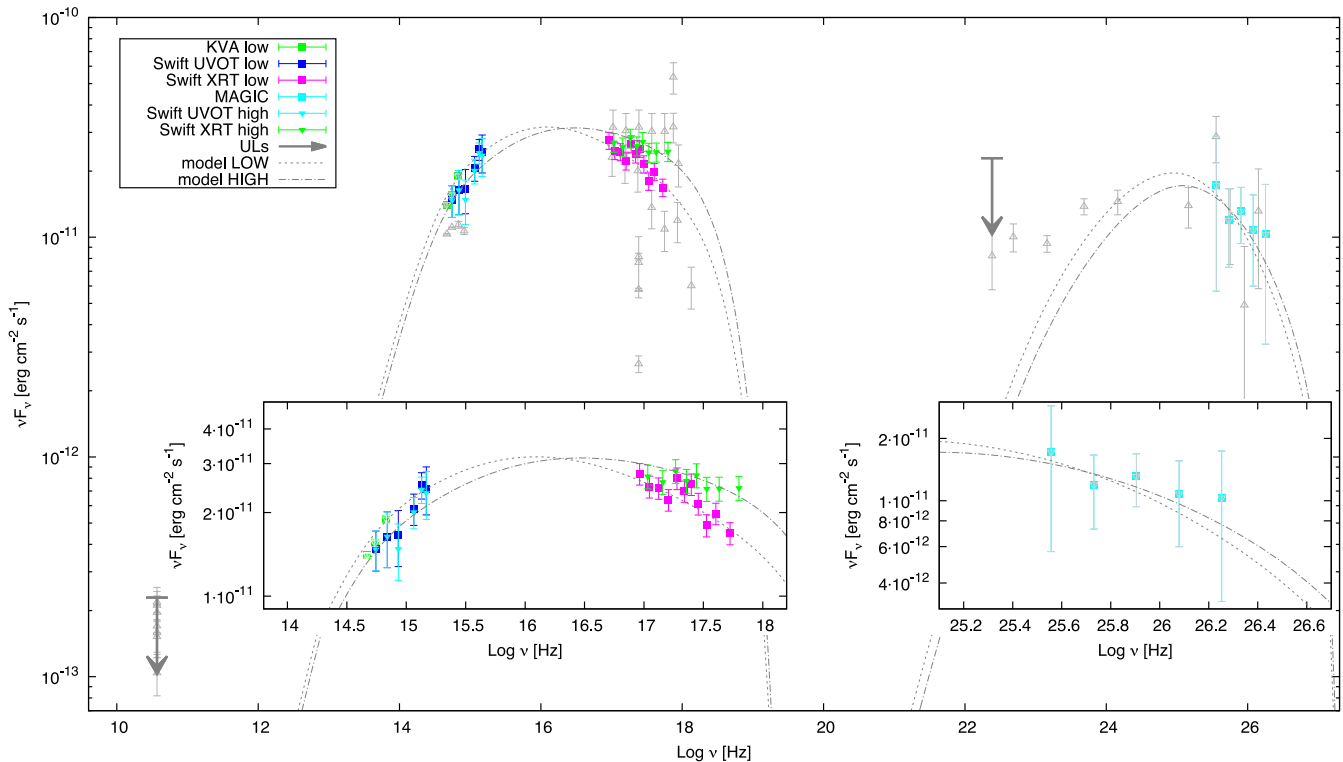 10⁻¹⁰
10⁻¹¹
10⁻¹²
10⁻¹³
νFν [erg cm⁻² s⁻¹]
KVA low
Swift UVOT low
Swift XRT low
MAGIC
Swift UVOT high
Swift XRT high
ULs
model LOW
model HIGH
4·10⁻¹¹
3·10⁻¹¹
2·10⁻¹¹
1·10⁻¹¹
νFν [erg cm⁻² s⁻¹]
14 14.5 15 15.5 16 16.5 17 17.5 18
Log ν [Hz]
2·10⁻¹¹
1·10⁻¹¹
8·10⁻¹²
6·10⁻¹²
4·10⁻¹²
νFν [erg cm⁻² s⁻¹]
25.2 25.4 25.6 25.8 26 26.2 26.4 26.6
Log ν [Hz]
10 12 14 16 18 20 22 24 26
Log ν [Hz]